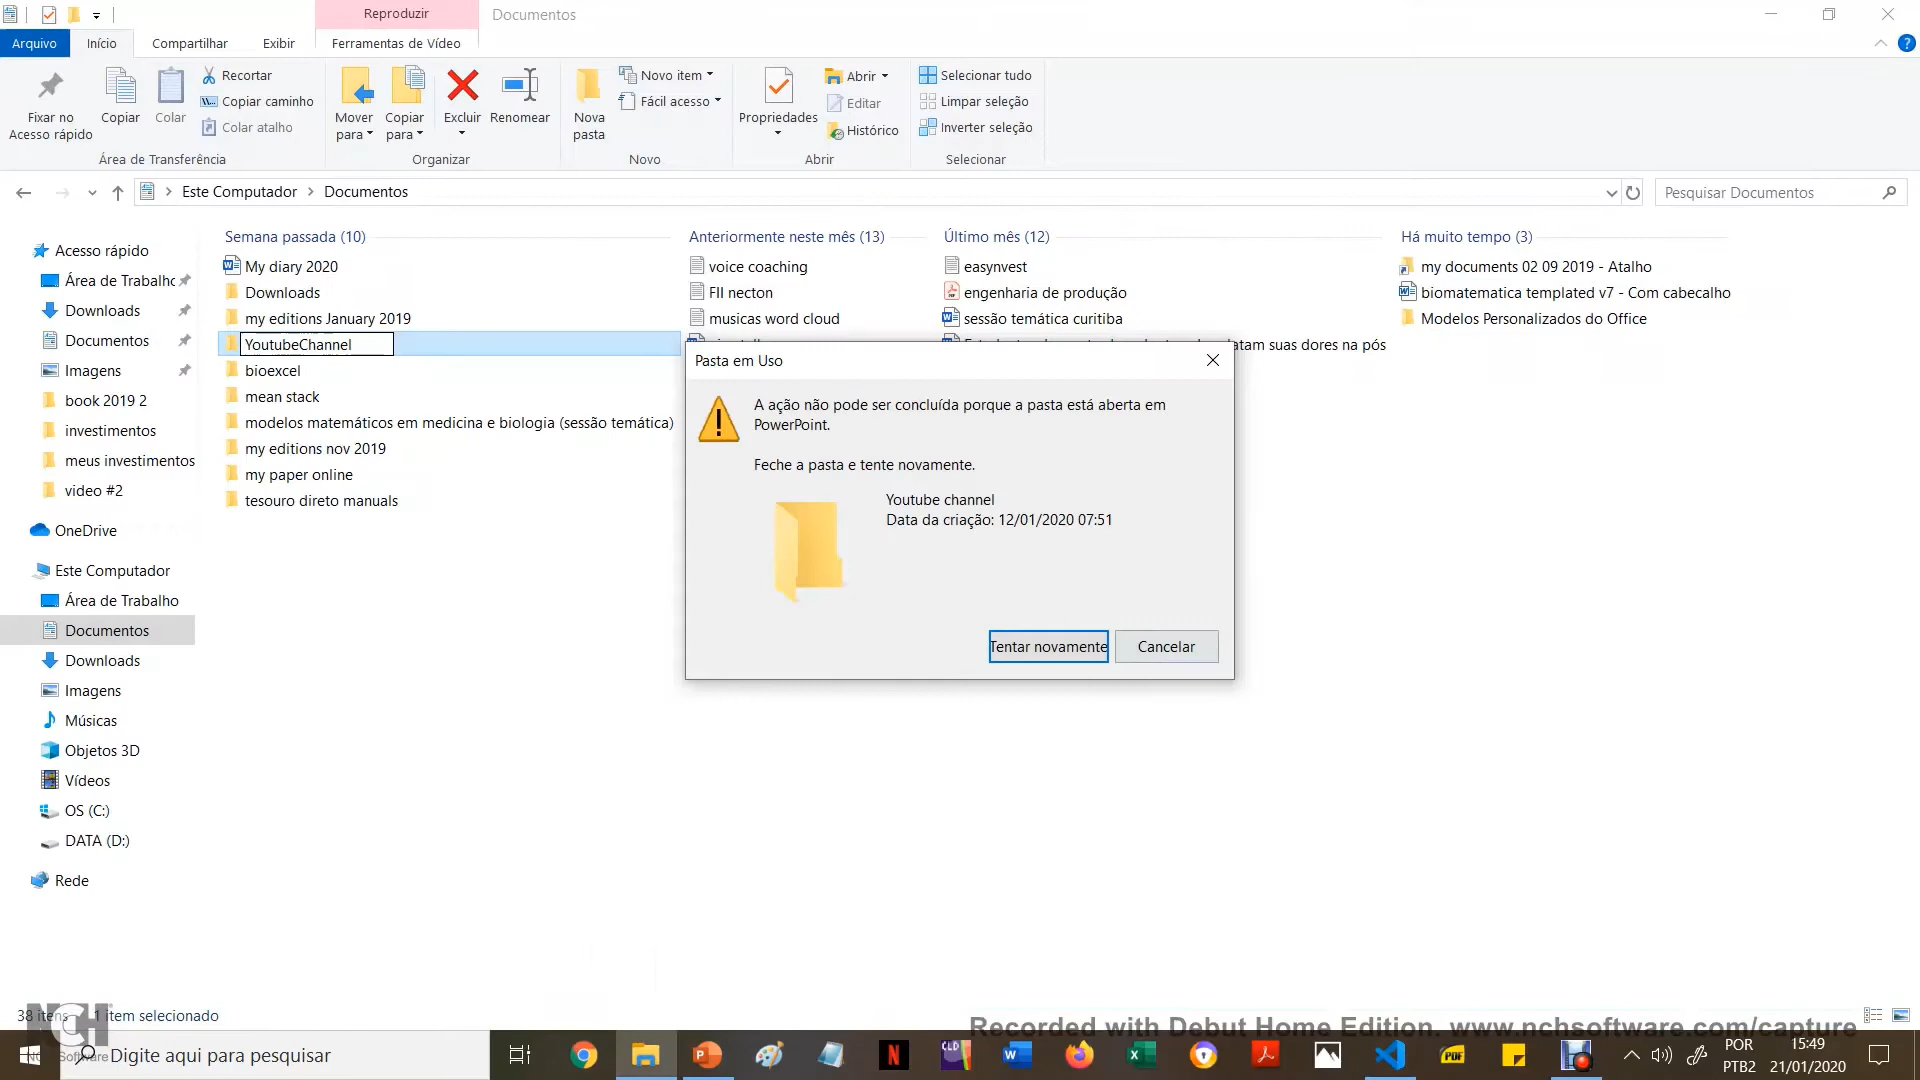 Reproduzir
Documentos
Arquivo
Início
Compartilhar
Exibir
Ferramentas de Vídeo
Fixar no
Acesso rápido
Copiar
Colar
Recortar
Copiar caminho
Colar atalho
Área de Transferência
Mover
para
Copiar
para
Excluir
Renomear
Organizar
Nova
pasta
Novo item
Fácil acesso
Novo
Propriedades
Abrir
Editar
Histórico
Abrir
Selecionar tudo
Limpar seleção
Inverter seleção
Selecionar
Este Computador
Documentos
Pesquisar Documentos
Acesso rápido
Área de Trabalho
Downloads
Documentos
Imagens
book 2019 2
investimentos
meus investimentos
video #2
OneDrive
Este Computador
Área de Trabalho
Documentos
Downloads
Imagens
Músicas
Objetos 3D
Vídeos
OS (C:)
DATA (D:)
Rede
Semana passada (10)
My diary 2020
Downloads
my editions January 2019
YoutubeChannel
bioexcel
mean stack
modelos matemáticos em medicina e biologia (sessão temática)
my editions nov 2019
my paper online
tesouro direto manuals
Anteriormente neste mês (13)
voice coaching
FII necton
musicas word cloud
Último mês (12)
easynvest
engenharia de produção
sessão temática curitiba
latam suas dores na pós
Há muito tempo (3)
my documents 02 09 2019 - Atalho
biomatematica templated v7 - Com cabecalho
Modelos Personalizados do Office
Pasta em Uso
A ação não pode ser concluída porque a pasta está aberta em
PowerPoint.
Feche a pasta e tente novamente.
Youtube channel
Data da criação: 12/01/2020 07:51
Tentar novamente
Cancelar
38 itens
1 item selecionado
NCH
Software
Recorded with Debut Home Edition. www.nchsoftware.com/capture
Digite aqui para pesquisar
CLD
PDF
POR
PTB2
15:49
21/01/2020